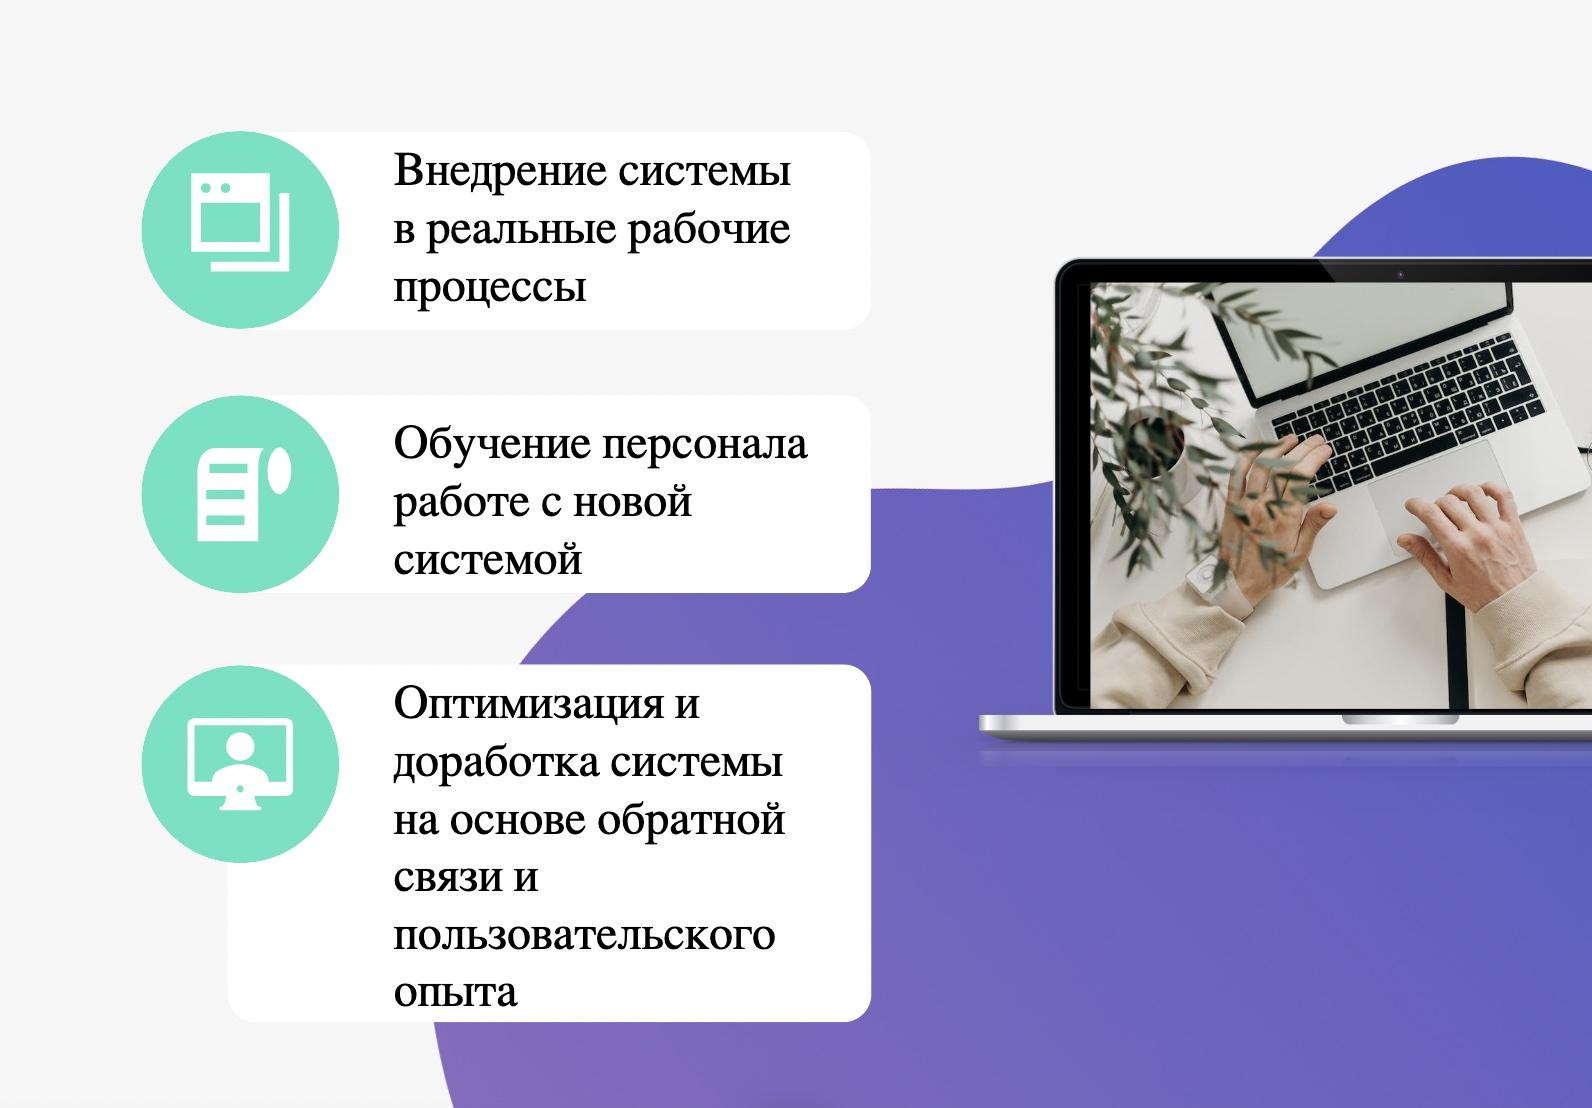 Внедрение системы
в реальные рабочие
процессы
Обучение персонала
работе с новой
системой
Оптимизация и
доработка системы
на основе обратной
связи и
пользовательского
опыта